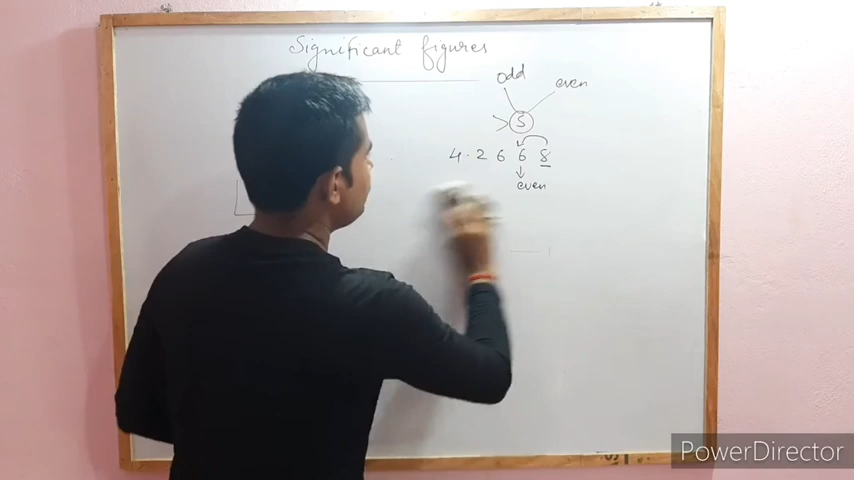 Significant figures
odd
even
> 5
4.2 6 6 8
even
PowerDirector